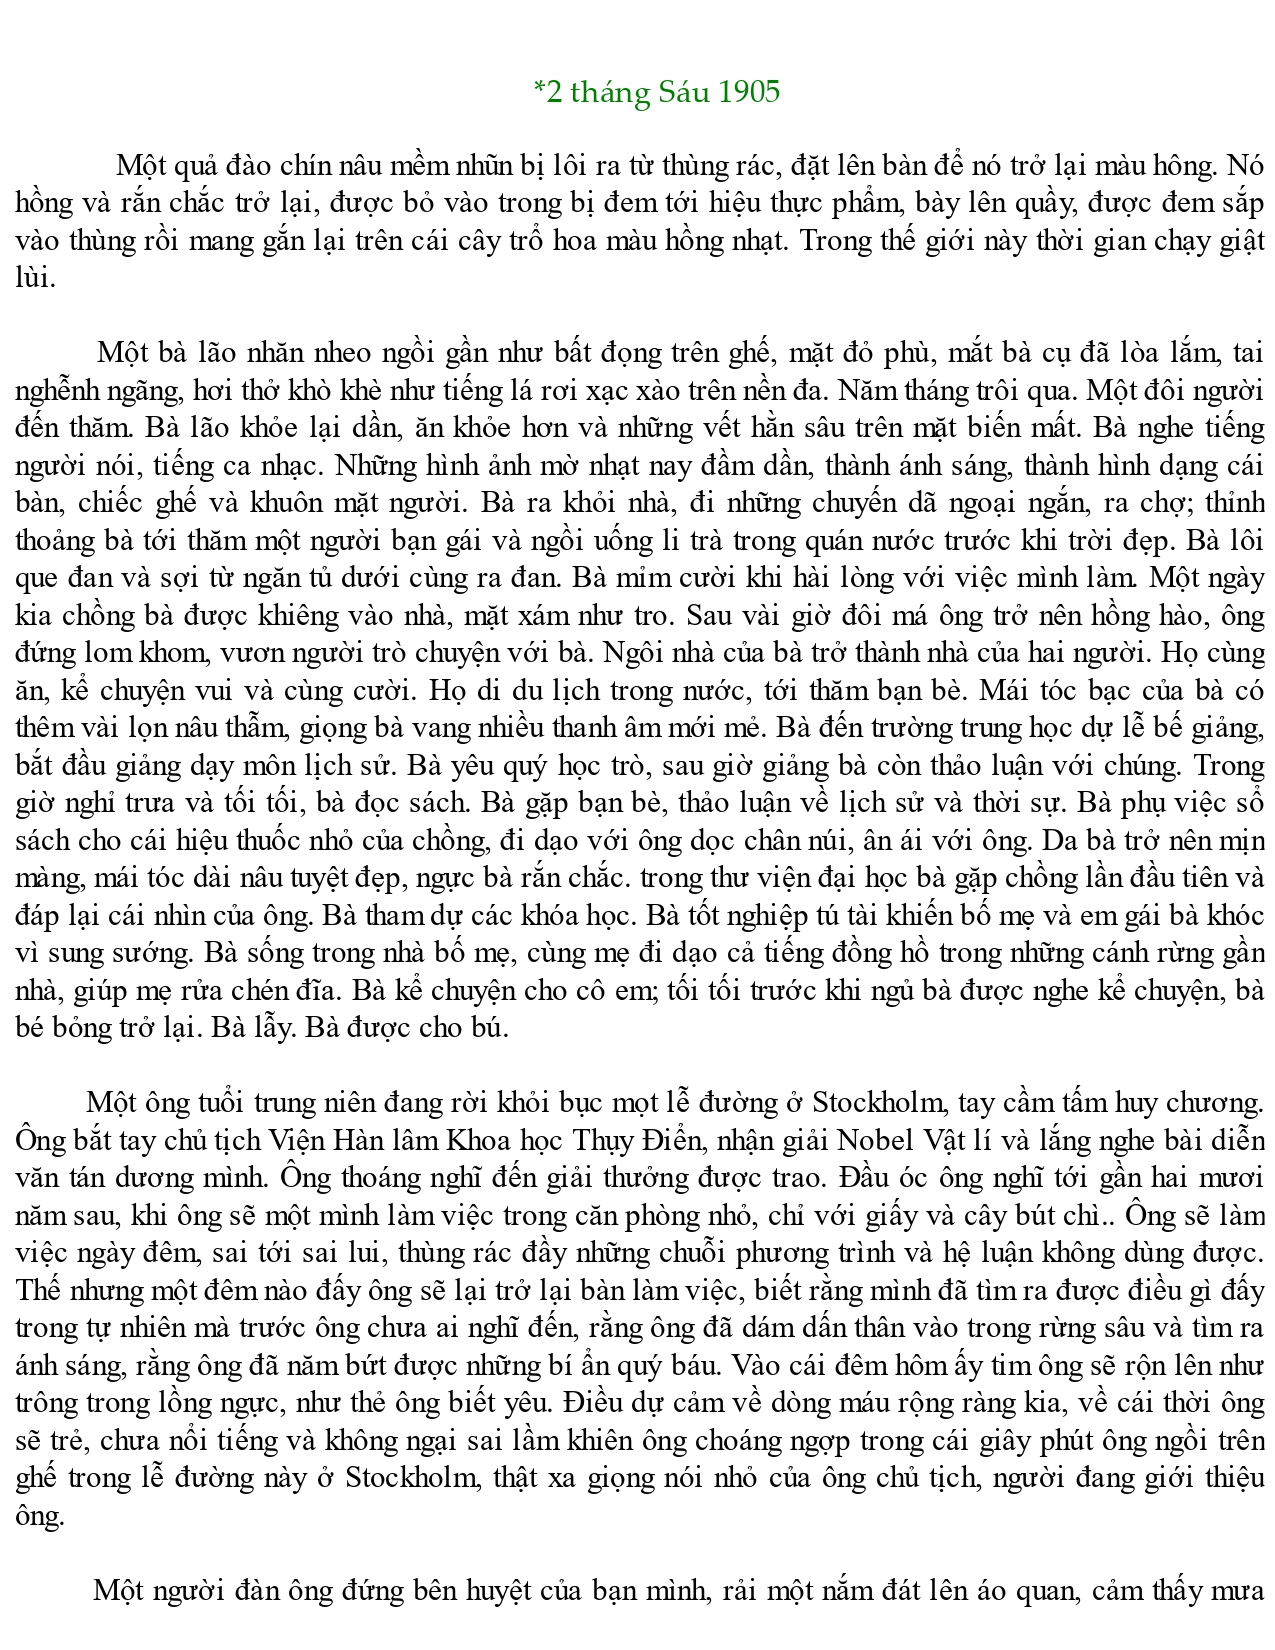 *2 tháng Sáu 1905
Một quả đào chín nâu mềm nhũn bị lôi ra từ thùng rác, đặt lên bàn để nó trở lại màu hông. Nó
hồng và rắn chắc trở lại, được bỏ vào trong bị đem tới hiệu thực phẩm, bày lên quầy, được đem sắp
vào thùng rồi mang gắn lại trên cái cây trổ hoa màu hồng nhạt. Trong thế giới này thời gian chạy giật
lùi.
Một bà lão nhăn nheo ngồi gần như bất đọng trên ghế, mặt đỏ phù, mắt bà cụ đã lòa lắm, tai
nghễnh ngãng, hơi thở khò khè như tiếng lá rơi xạc xào trên nền đa. Năm tháng trôi qua. Một đôi người
đến thăm. Bà lão khỏe lại dần, ăn khỏe hơn và những vết hằn sâu trên mặt biến mất. Bà nghe tiếng
người nói, tiếng ca nhạc. Những hình ảnh mờ nhạt nay đầm dần, thành ánh sáng, thành hình dạng cái
bàn, chiếc ghế và khuôn mặt người. Bà ra khỏi nhà, đi những chuyến dã ngoại ngắn, ra chợ; thỉnh
thoảng bà tới thăm một người bạn gái và ngồi uống li trà trong quán nước trước khi trời đẹp. Bà lôi
que đan và sợi từ ngăn tủ dưới cùng ra đan. Bà mỉm cười khi hài lòng với việc mình làm. Một ngày
kia chồng bà được khiêng vào nhà, mặt xám như tro. Sau vài giờ đôi má ông trở nên hồng hào, ông
đứng lom khom, vươn người trò chuyện với bà. Ngôi nhà của bà trở thành nhà của hai người. Họ cùng
ăn, kể chuyện vui và cùng cười. Họ di du lịch trong nước, tới thăm bạn bè. Mái tóc bạc của bà có
thêm vài lọn nâu thẫm, giọng bà vang nhiều thanh âm mới mẻ. Bà đến trường trung học dự lễ bế giảng,
bắt đầu giảng dạy môn lịch sử. Bà yêu quý học trò, sau giờ giảng bà còn thảo luận với chúng. Trong
giờ nghỉ trưa và tối tối, bà đọc sách. Bà gặp bạn bè, thảo luận về lịch sử và thời sự. Bà phụ việc sổ
sách cho cái hiệu thuốc nhỏ của chồng, đi dạo với ông dọc chân núi, ân ái với ông. Da bà trở nên mịn
màng, mái tóc dài nâu tuyệt đẹp, ngực bà rắn chắc. trong thư viện đại học bà gặp chồng lần đầu tiên và
đáp lại cái nhìn của ông. Bà tham dự các khóa học. Bà tốt nghiệp tú tài khiến bố mẹ và em gái bà khóc
vì sung sướng. Bà sống trong nhà bố mẹ, cùng mẹ đi dạo cả tiếng đồng hồ trong những cánh rừng gần
nhà, giúp mẹ rửa chén đĩa. Bà kể chuyện cho cô em; tối tối trước khi ngủ bà được nghe kể chuyện, bà
bé bỏng trở lại. Bà lẫy. Bà được cho bú.
Một ông tuổi trung niên đang rời khỏi bục mọt lễ đường ở Stockholm, tay cầm tấm huy chương.
Ông bắt tay chủ tịch Viện Hàn lâm Khoa học Thụy Điển, nhận giải Nobel Vật lí và lắng nghe bài diễn
văn tán dương mình. Ông thoáng nghĩ đến giải thưởng được trao. Đầu óc ông nghĩ tới gần hai mươi
năm sau, khi ông sẽ một mình làm việc trong căn phòng nhỏ, chỉ với giấy và cây bút chì.. Ông sẽ làm
việc ngày đêm, sai tới sai lui, thùng rác đầy những chuỗi phương trình và hệ luận không dùng được.
Thế nhưng một đêm nào đấy ông sẽ lại trở lại bàn làm việc, biết rằng mình đã tìm ra được điều gì đấy
trong tự nhiên mà trước ông chưa ai nghĩ đến, rằng ông đã dám dấn thân vào trong rừng sâu và tìm ra
ánh sáng, rằng ông đã năm bứt được những bí ẩn quý báu. Vào cái đêm hôm ấy tim ông sẽ rộn lên như
trông trong lồng ngực, như thẻ ông biết yêu. Điều dự cảm về dòng máu rộng ràng kia, về cái thời ông
sẽ trẻ, chưa nổi tiếng và không ngại sai lầm khiên ông choáng ngợp trong cái giây phút ông ngồi trên
ghế trong lễ đường này ở Stockholm, thật xa giọng nói nhỏ của ông chủ tịch, người đang giới thiệu
ông.
Một người đàn ông đứng bên huyệt của bạn mình, rải một nắm đát lên áo quan, cảm thấy mưa